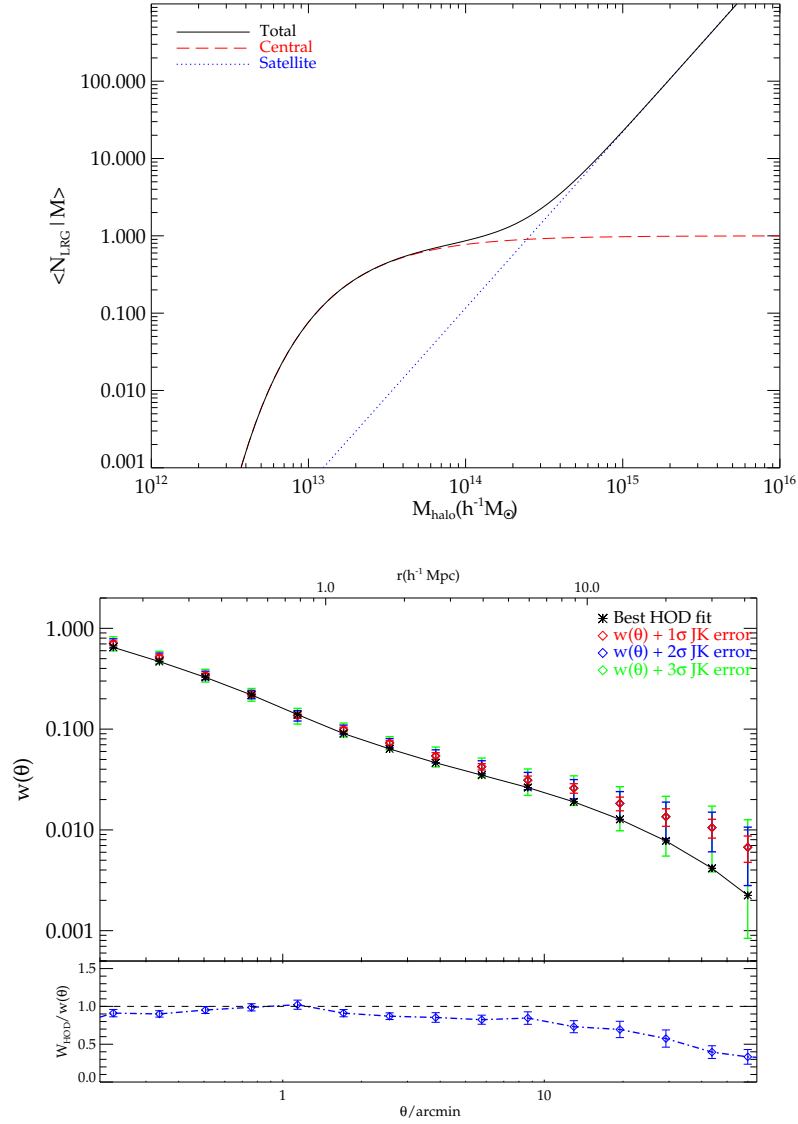 Total
Central
Satellite
100.000
10.000
1.000
0.100
0.010
0.001
<N_LRG | M>
10^12 10^13 10^14 10^15 10^16
M_halo(h^-1M_⊙)
r(h^-1 Mpc)
1.0 10.0
Best HOD fit
w(θ) + 1σ JK error
w(θ) + 2σ JK error
w(θ) + 3σ JK error
1.000
0.100
0.010
0.001
w(θ)
1.5
1.0
0.5
0.0
W_HOD/w(θ)
1 10
θ/arcmin